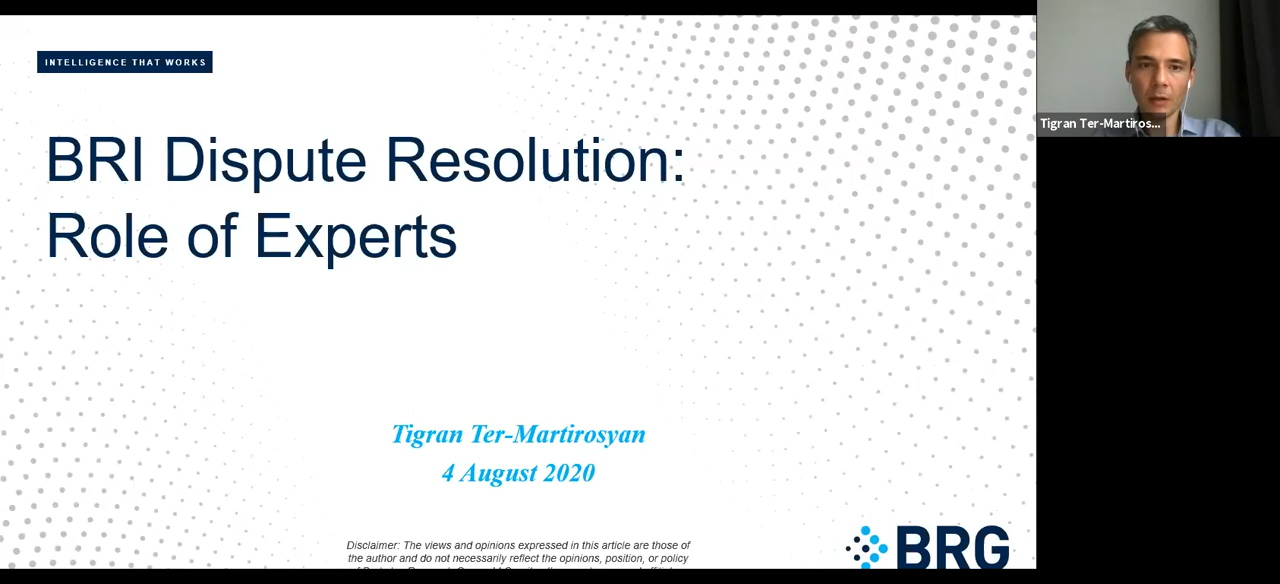 INTELLIGENCE THAT WORKS
BRI Dispute Resolution:
Role of Experts
Tigran Ter-Martirosyan
4 August 2020
Disclaimer: The views and opinions expressed in this article are those of
the author and do not necessarily reflect the opinions, position, or policy
BRG
Tigran Ter-Martiros...